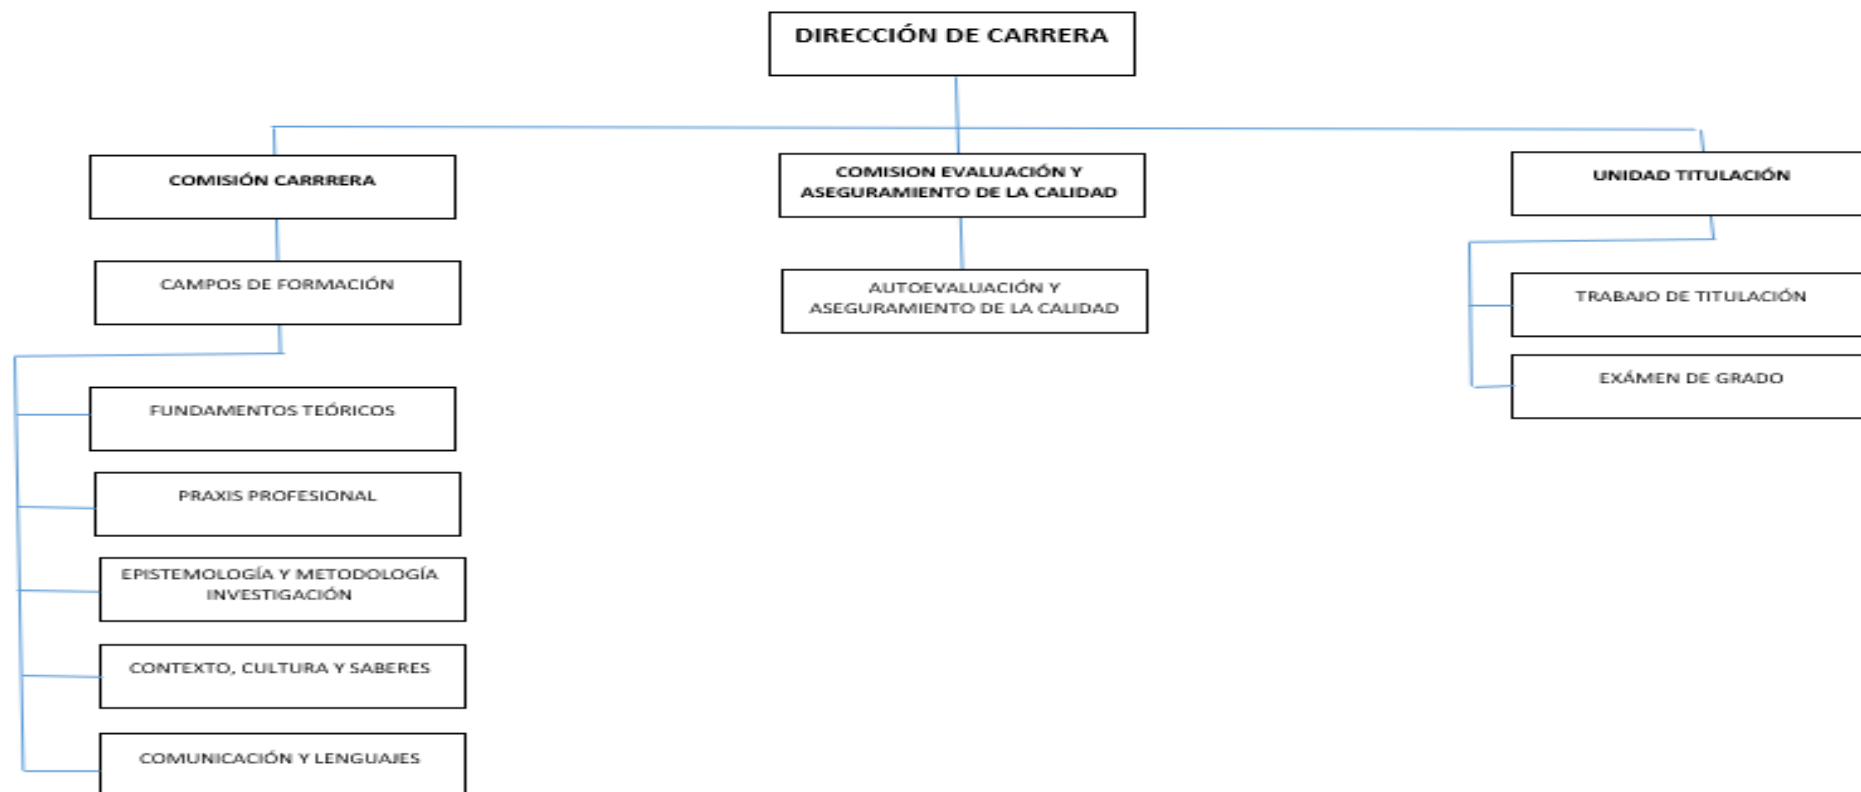 DIRECCIÓN DE CARRERA
COMISIÓN CARRRERA
COMISION EVALUACIÓN Y
ASEGURAMIENTO DE LA CALIDAD
UNIDAD TITULACIÓN
CAMPOS DE FORMACIÓN
AUTOEVALUACIÓN Y
ASEGURAMIENTO DE LA CALIDAD
TRABAJO DE TITULACIÓN
EXÁMEN DE GRADO
FUNDAMENTOS TEÓRICOS
PRAXIS PROFESIONAL
EPISTEMOLOGÍA Y METODOLOGÍA
INVESTIGACIÓN
CONTEXTO, CULTURA Y SABERES
COMUNICACIÓN Y LENGUAJES